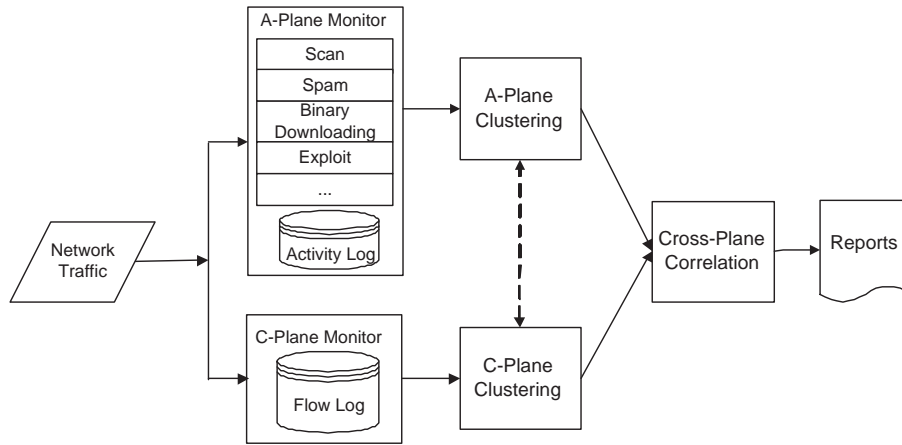 A-Plane Monitor
Scan
Spam
Binary
Downloading
Exploit
...
Activity Log
A-Plane
Clustering
Network
Traffic
Cross-Plane
Correlation
Reports
C-Plane Monitor
Flow Log
C-Plane
Clustering